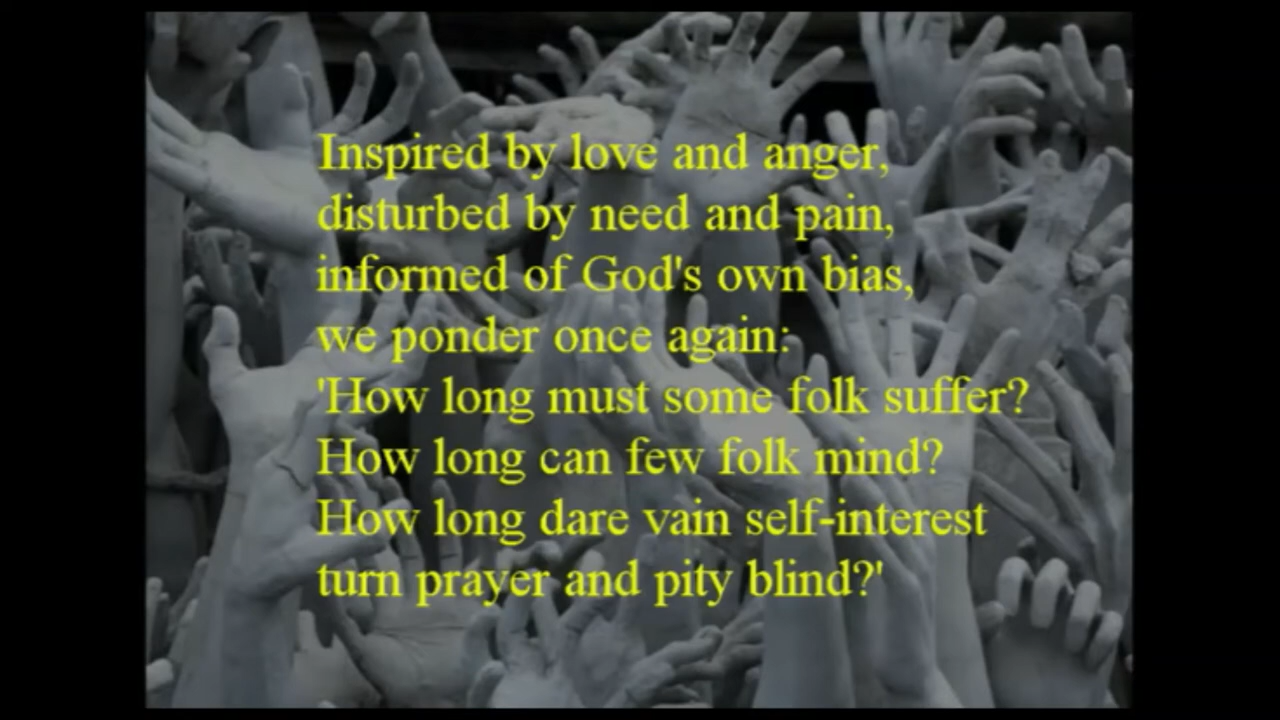 Inspired by love and anger,
disturbed by need and pain,
informed of God's own bias,
we ponder once again:
'How long must some folk suffer?
How long can few folk mind?
How long dare vain self-interest
turn prayer and pity blind?'